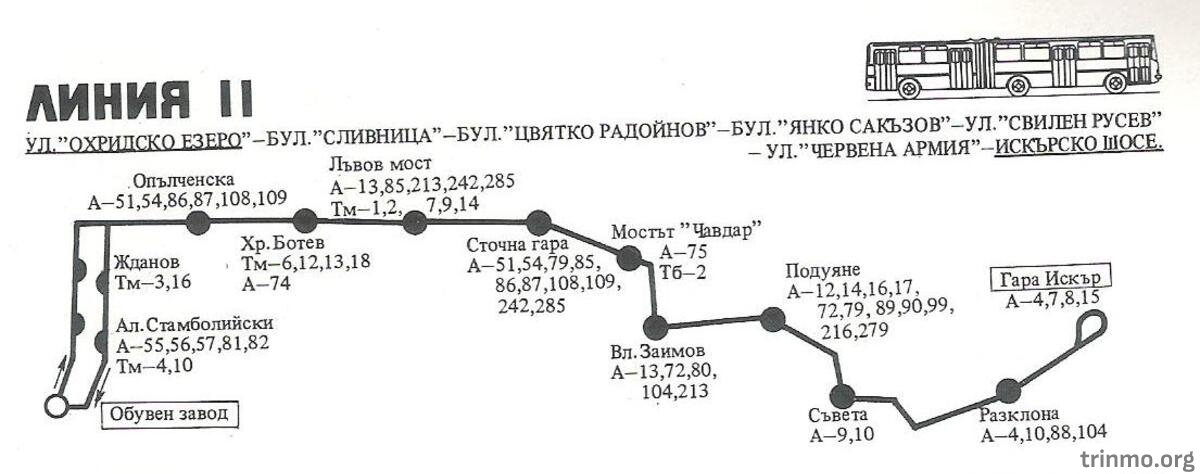 ЛИНИЯ 11
УЛ."ОХРИДСКО ЕЗЕРО"–БУЛ."СЛИВНИЦА"–БУЛ."ЦВЯТКО РАДОЙНОВ"–БУЛ."ЯНКО САКЪЗОВ"–УЛ."СВИЛЕН РУСЕВ"
– УЛ."ЧЕРВЕНА АРМИЯ"–ИСКЪРСКО ШОСЕ.
Опълченска
А–51,54,86,87,108,109
Лъвов мост
А–13,85,213,242,285
Тм–1,2, 7,9,14
Жданов
Тм–3,16
Хр.Ботев
Тм–6,12,13,18
А–74
Сточна гара
А–51,54,79,85,
86,87,108,109,
242,285
Мостът "Чавдар"
А–75
Тб–2
Подуяне
А–12,14,16,17,
72,79, 89,90,99,
216,279
Гара Искър
А–4,7,8,15
Ал.Стамболийски
А–55,56,57,81,82
Тм–4,10
Обувен завод
Вл.Заимов
А–13,72,80,
104,213
Съвета
А–9,10
Разклона
А–4,10,88,104
trinmo.org